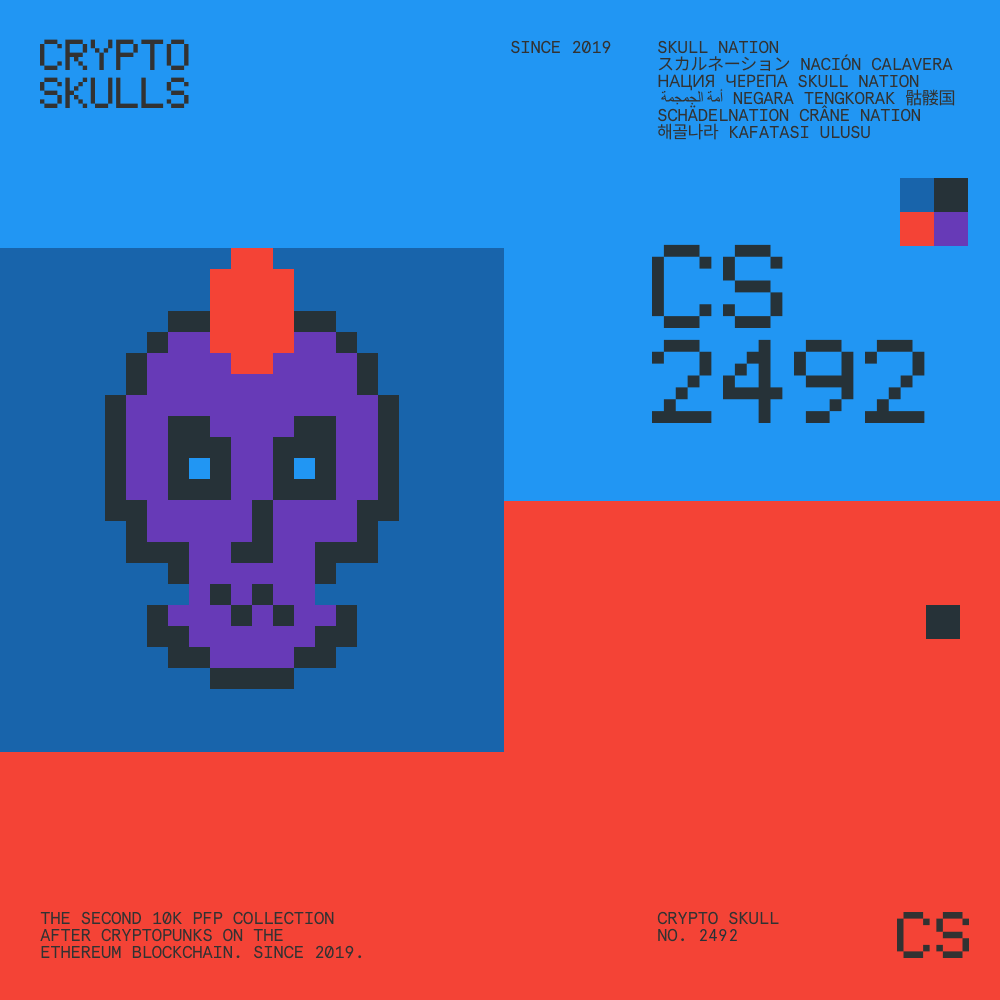 CRYPTO
SKULLS
SINCE 2019
SKULL NATION
スカルネーション NACIÓN CALAVERA
НАЦИЯ ЧЕРЕПА SKULL NATION
أمة الجمجمة NEGARA TENGKORAK 骷髅国
SCHÄDELNATION CRÂNE NATION
해골나라 KAFATASI ULUSU
CS
2492
THE SECOND 10K PFP COLLECTION
AFTER CRYPTOPUNKS ON THE
ETHEREUM BLOCKCHAIN. SINCE 2019.
CRYPTO SKULL
NO. 2492
CS